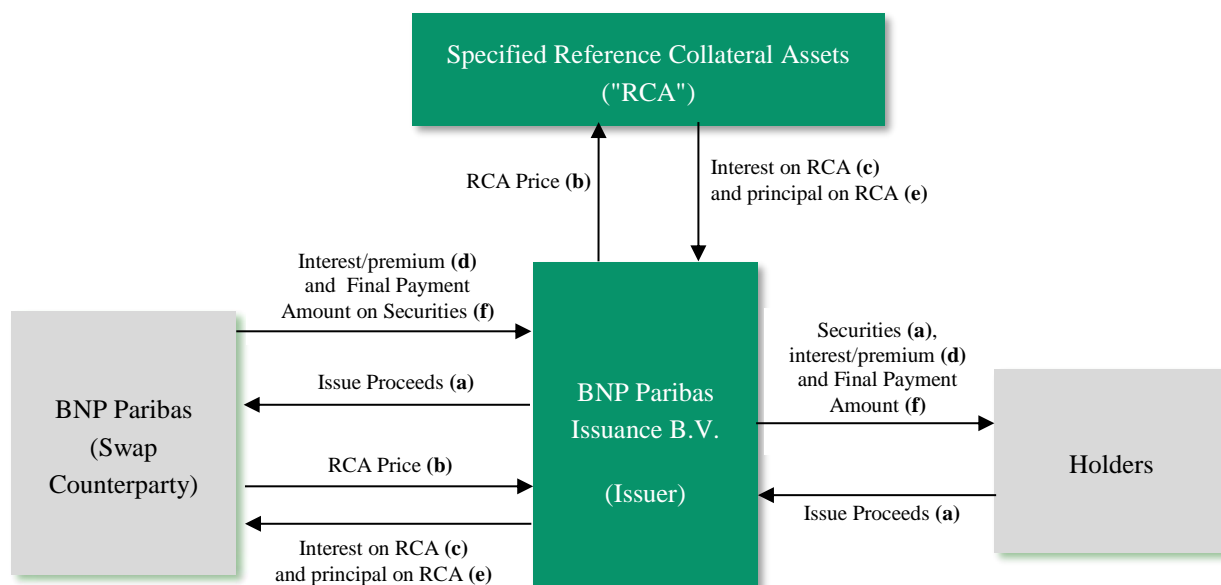 Specified Reference Collateral Assets
("RCA")
RCA Price (b)
Interest on RCA (c)
and principal on RCA (e)
Interest/premium (d)
and Final Payment
Amount on Securities (f)
Issue Proceeds (a)
BNP Paribas
(Swap
Counterparty)
RCA Price (b)
Interest on RCA (c)
and principal on RCA (e)
BNP Paribas
Issuance B.V.
(Issuer)
Securities (a),
interest/premium (d)
and Final Payment
Amount (f)
Issue Proceeds (a)
Holders